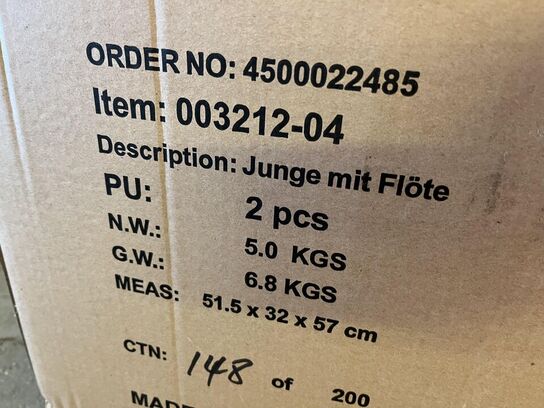 ORDER NO: 4500022485
Item: 003212-04
Description: Junge mit Flöte
PU: 2 pcs
N.W.: 5.0 KGS
G.W.: 6.8 KGS
MEAS: 51.5 x 32 x 57 cm
CTN: 148 of 200
MADE